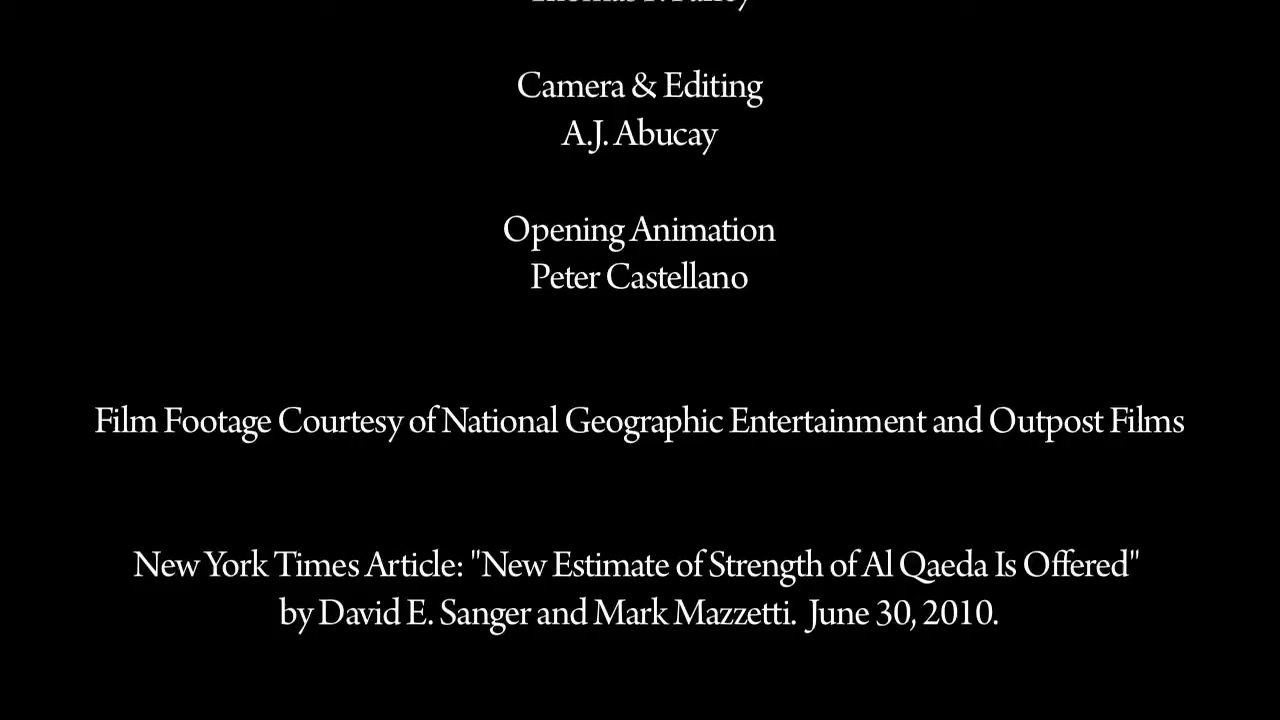 Camera & Editing
A.J. Abucay
Opening Animation
Peter Castellano
Film Footage Courtesy of National Geographic Entertainment and Outpost Films
New York Times Article: "New Estimate of Strength of Al Qaeda Is Offered"
by David E. Sanger and Mark Mazzetti.  June 30, 2010.